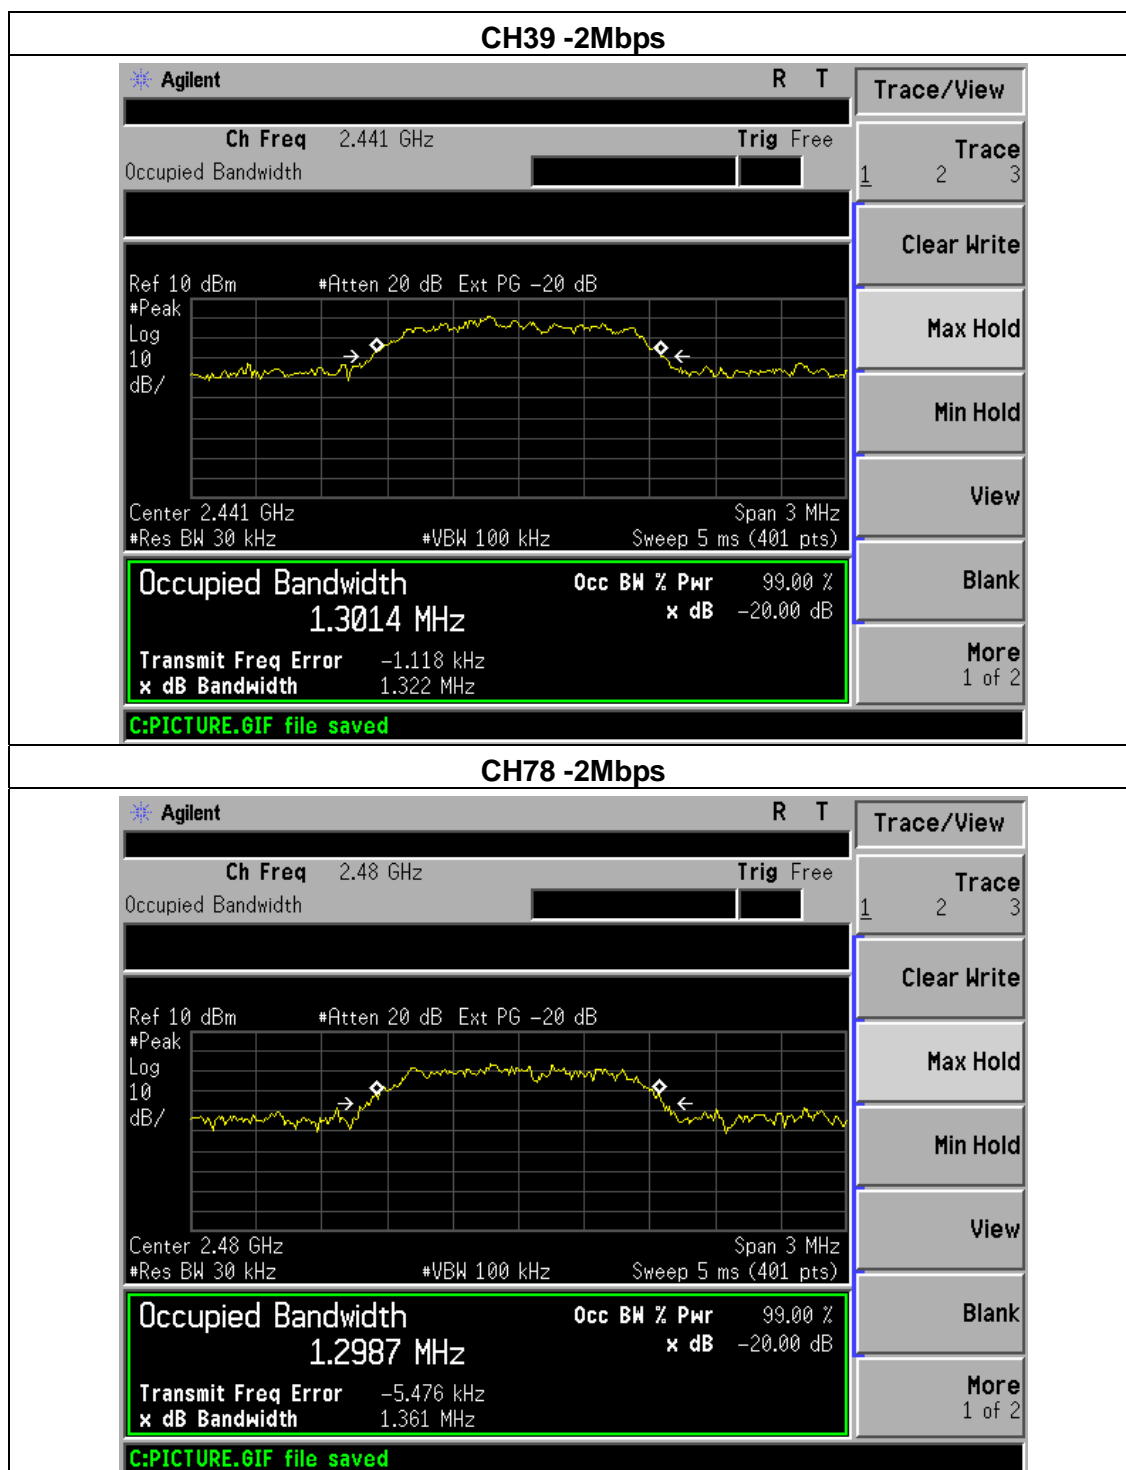 CH39 -2Mbps
Agilent R T
Trace/View
Ch Freq 2.441 GHz Trig Free
Occupied Bandwidth
Trace
1 2 3
Clear Write
Max Hold
Min Hold
View
Blank
More
1 of 2
Ref 10 dBm #Atten 20 dB Ext PG -20 dB
#Peak
Log
10
dB/
Center 2.441 GHz Span 3 MHz
#Res BW 30 kHz #VBW 100 kHz Sweep 5 ms (401 pts)
Occupied Bandwidth Occ BW % Pwr 99.00 %
1.3014 MHz x dB -20.00 dB
Transmit Freq Error -1.118 kHz
x dB Bandwidth 1.322 MHz
C:PICTURE.GIF file saved
CH78 -2Mbps
Agilent R T
Trace/View
Ch Freq 2.48 GHz Trig Free
Occupied Bandwidth
Trace
1 2 3
Clear Write
Max Hold
Min Hold
View
Blank
More
1 of 2
Ref 10 dBm #Atten 20 dB Ext PG -20 dB
#Peak
Log
10
dB/
Center 2.48 GHz Span 3 MHz
#Res BW 30 kHz #VBW 100 kHz Sweep 5 ms (401 pts)
Occupied Bandwidth Occ BW % Pwr 99.00 %
1.2987 MHz x dB -20.00 dB
Transmit Freq Error -5.476 kHz
x dB Bandwidth 1.361 MHz
C:PICTURE.GIF file saved